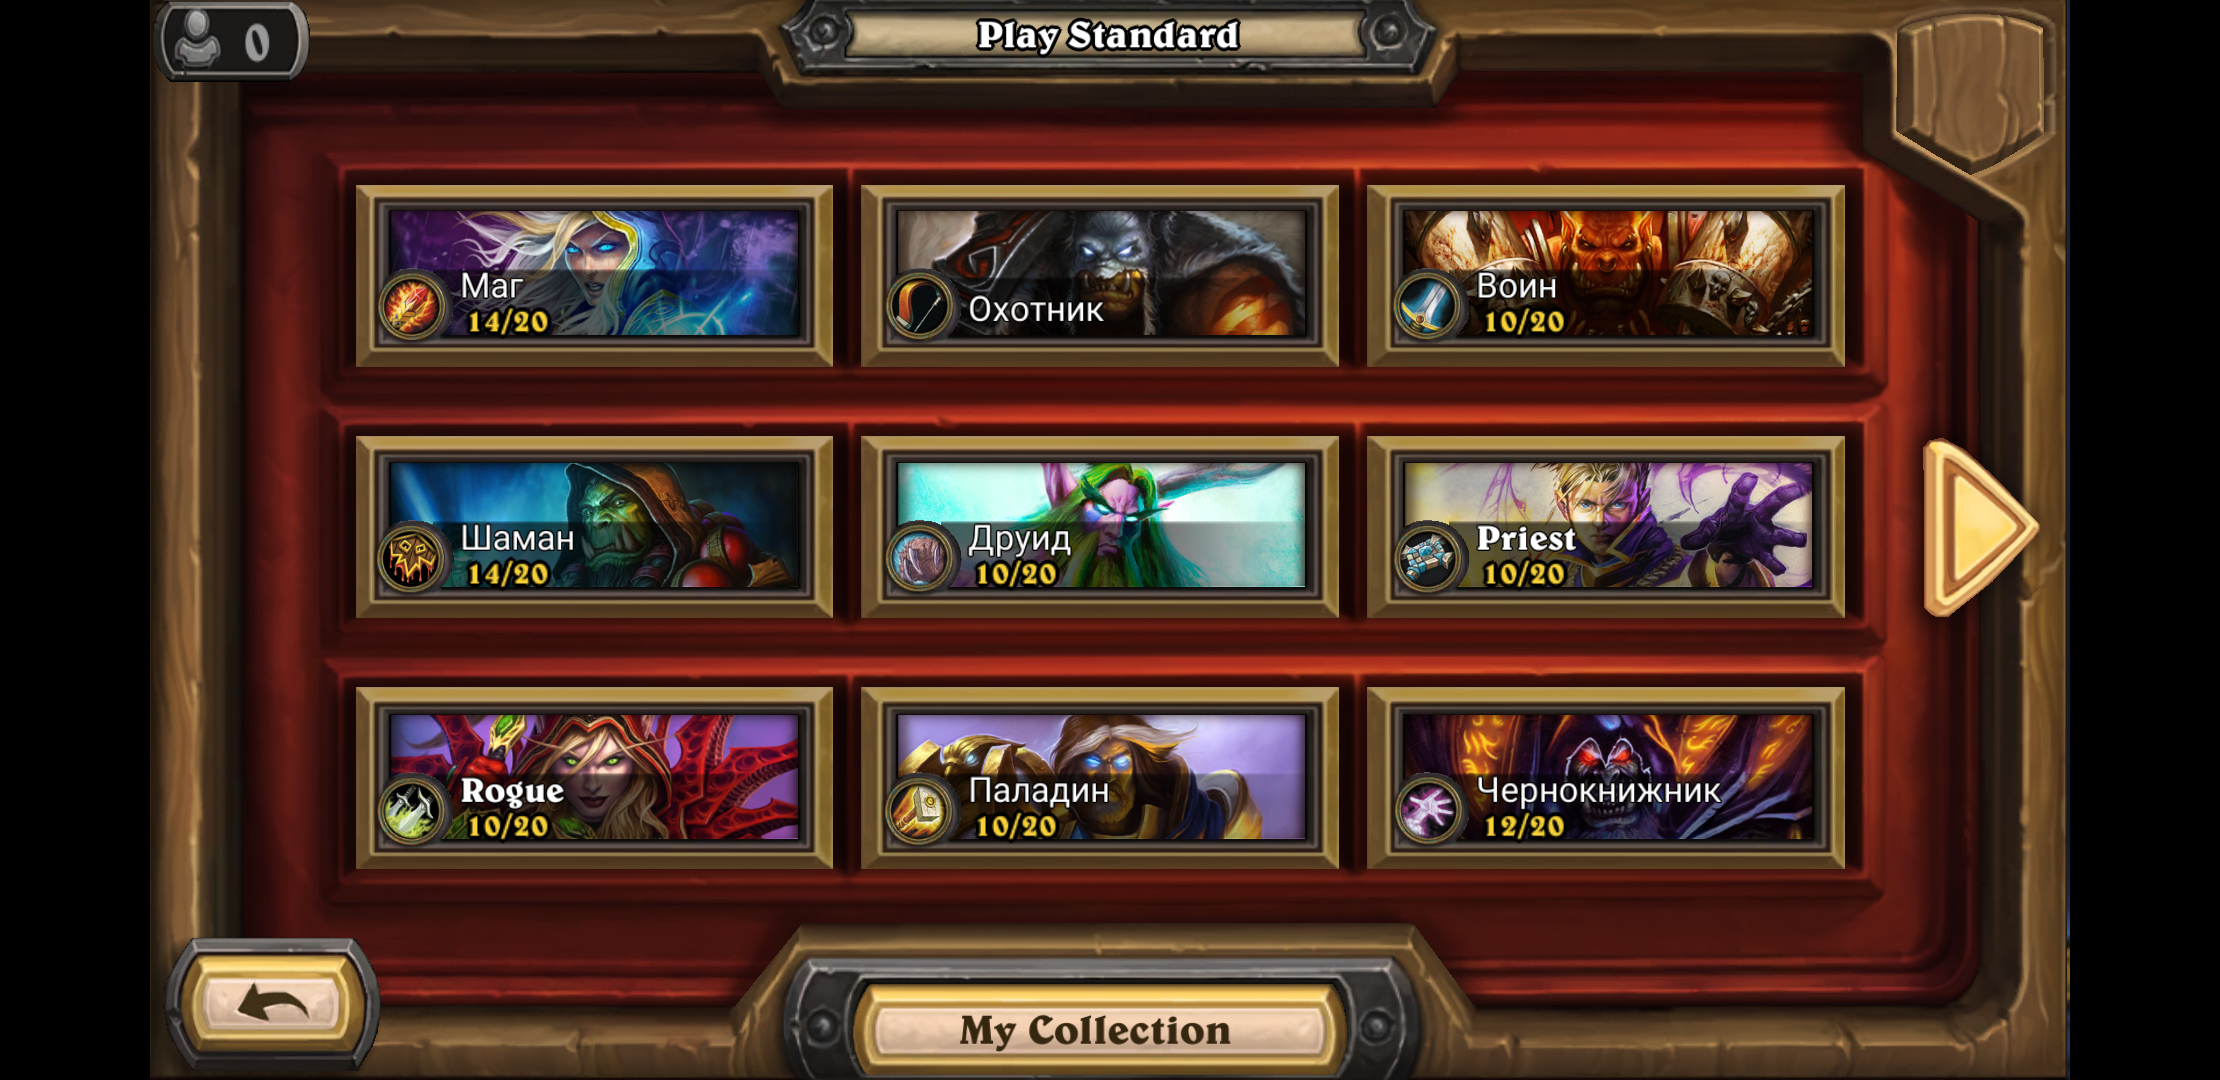 0
Play Standard
Маг
14/20
Охотник
Воин
10/20
Шаман
14/20
Друид
10/20
Priest
10/20
Rogue
10/20
Паладин
10/20
Чернокнижник
12/20
My Collection